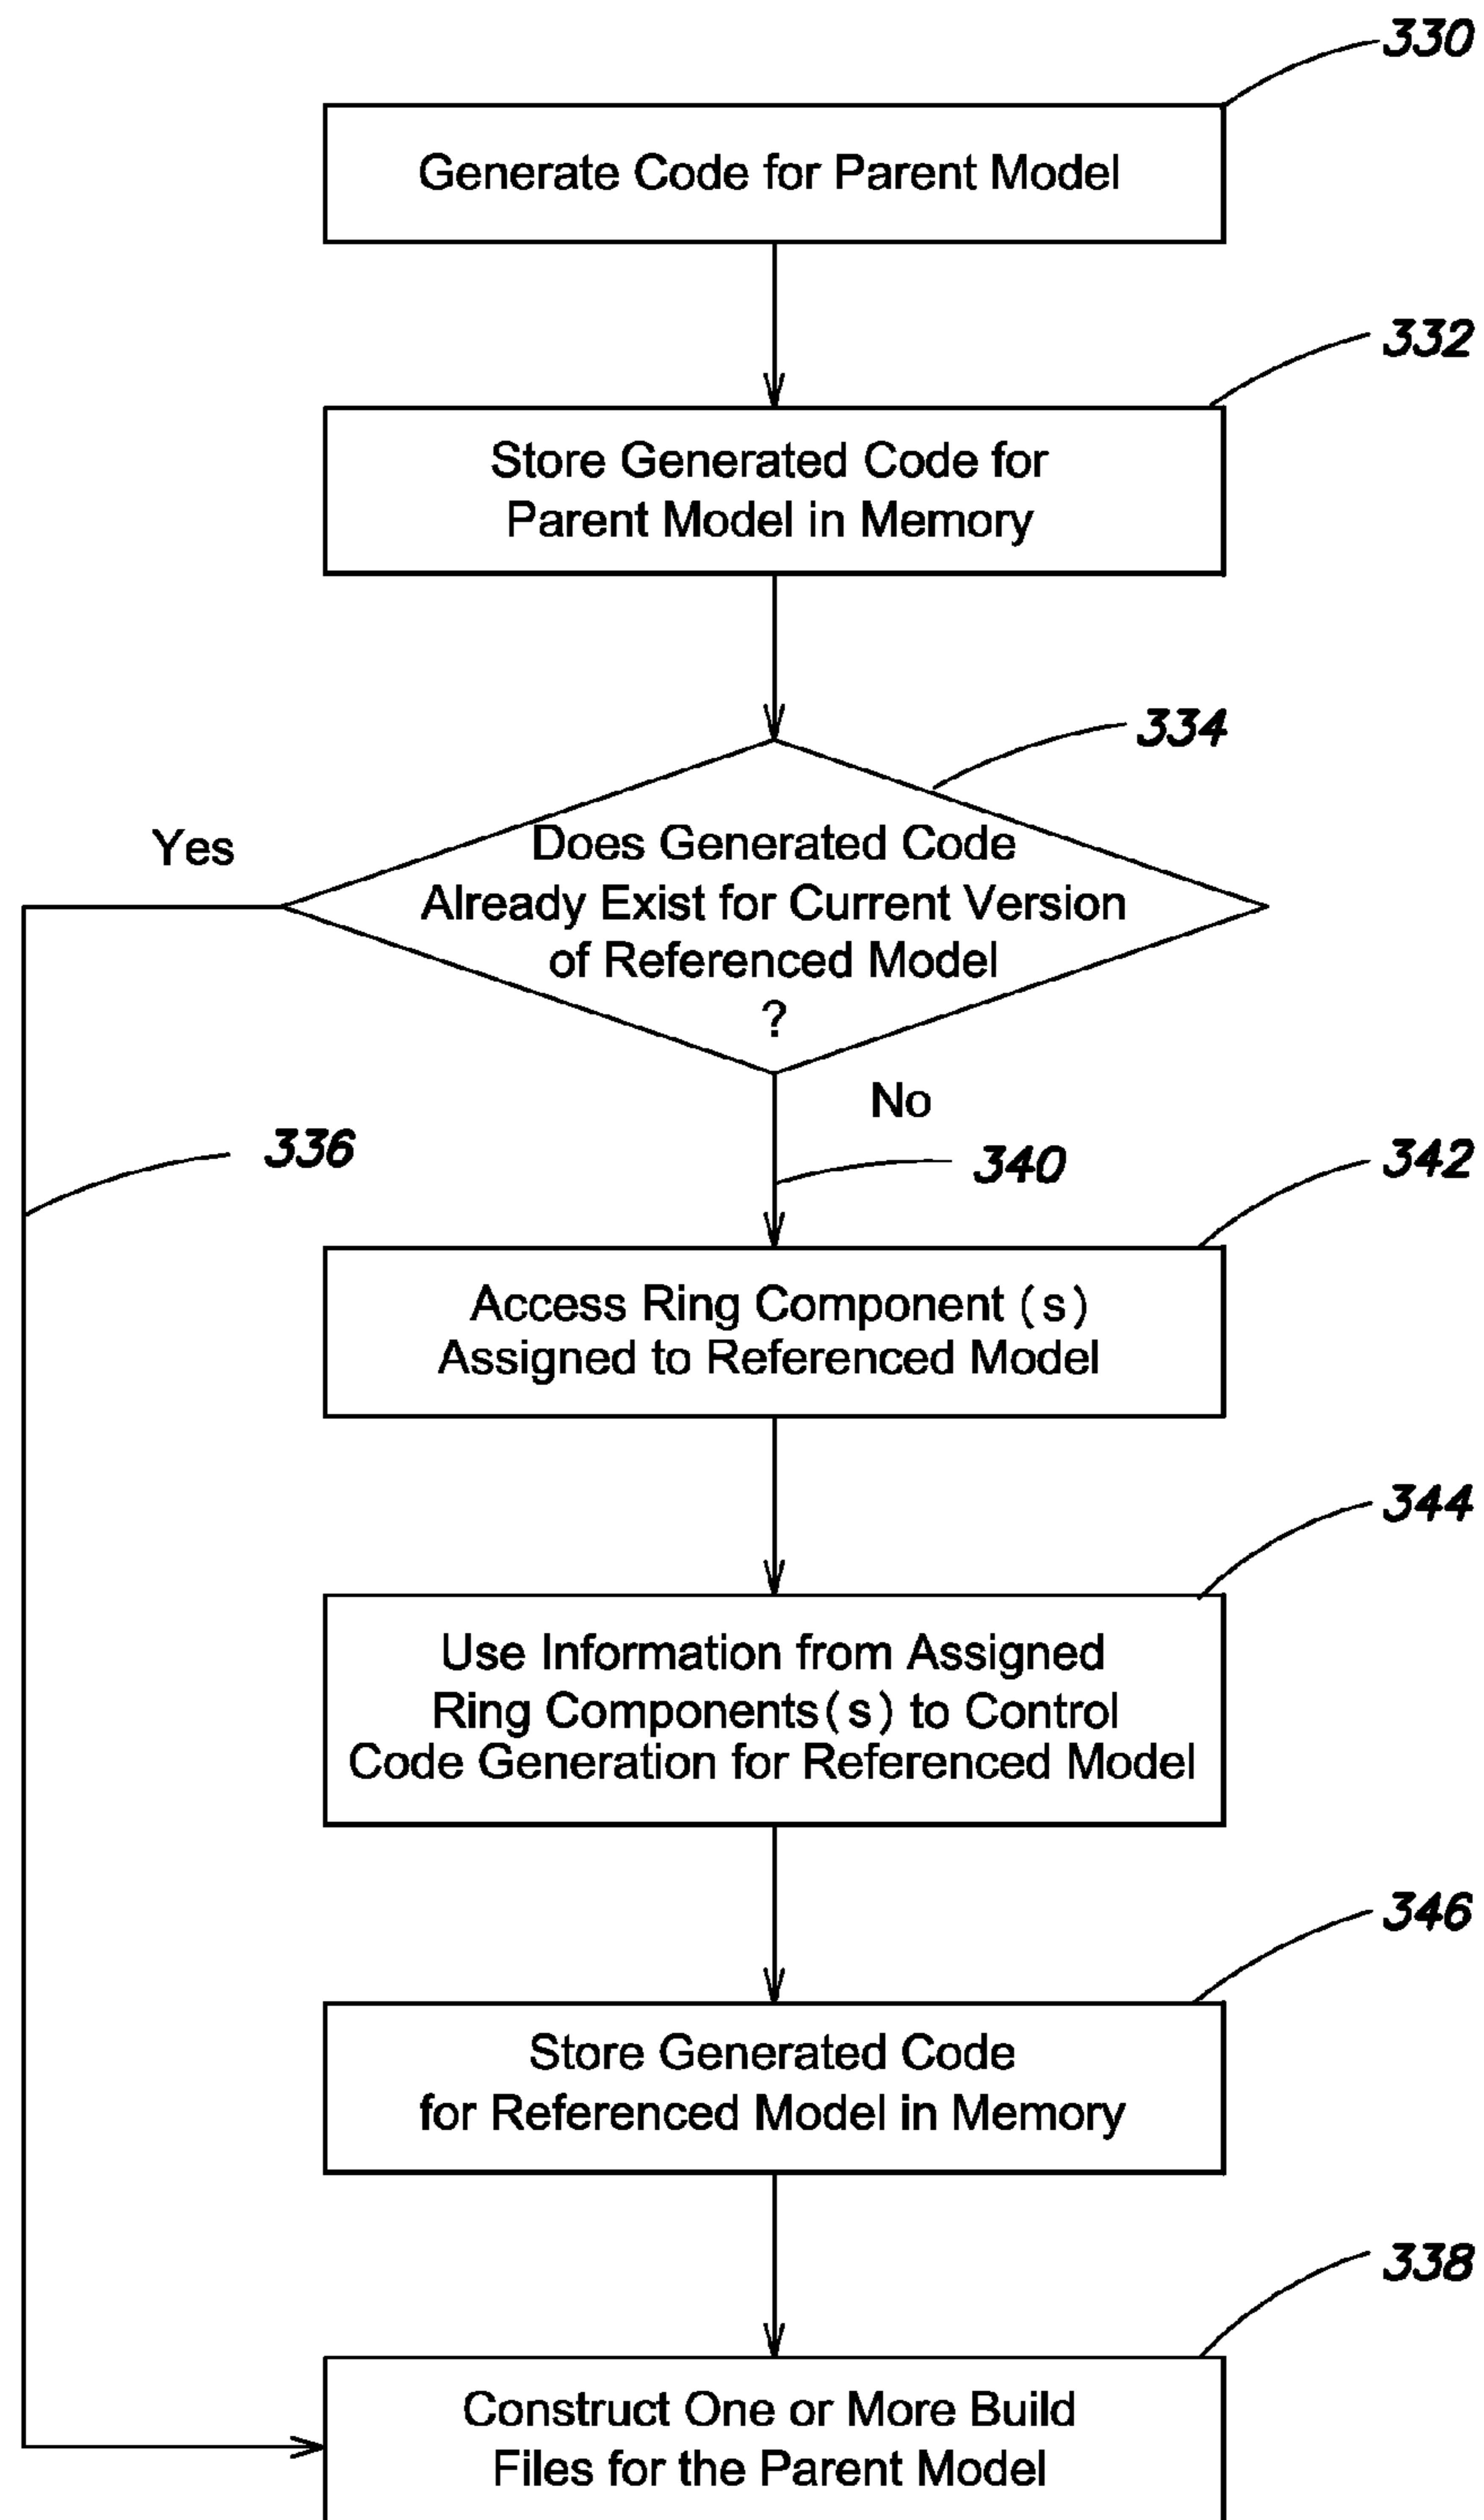 330
Generate Code for Parent Model
332
Store Generated Code for
Parent Model in Memory
334
Yes
Does Generated Code
Already Exist for Current Version
of Referenced Model
?
No
336
340
342
Access Ring Component (s)
Assigned to Referenced Model
344
Use Information from Assigned
Ring Components(s) to Control
Code Generation for Referenced Model
346
Store Generated Code
for Referenced Model in Memory
338
Construct One or More Build
Files for the Parent Model